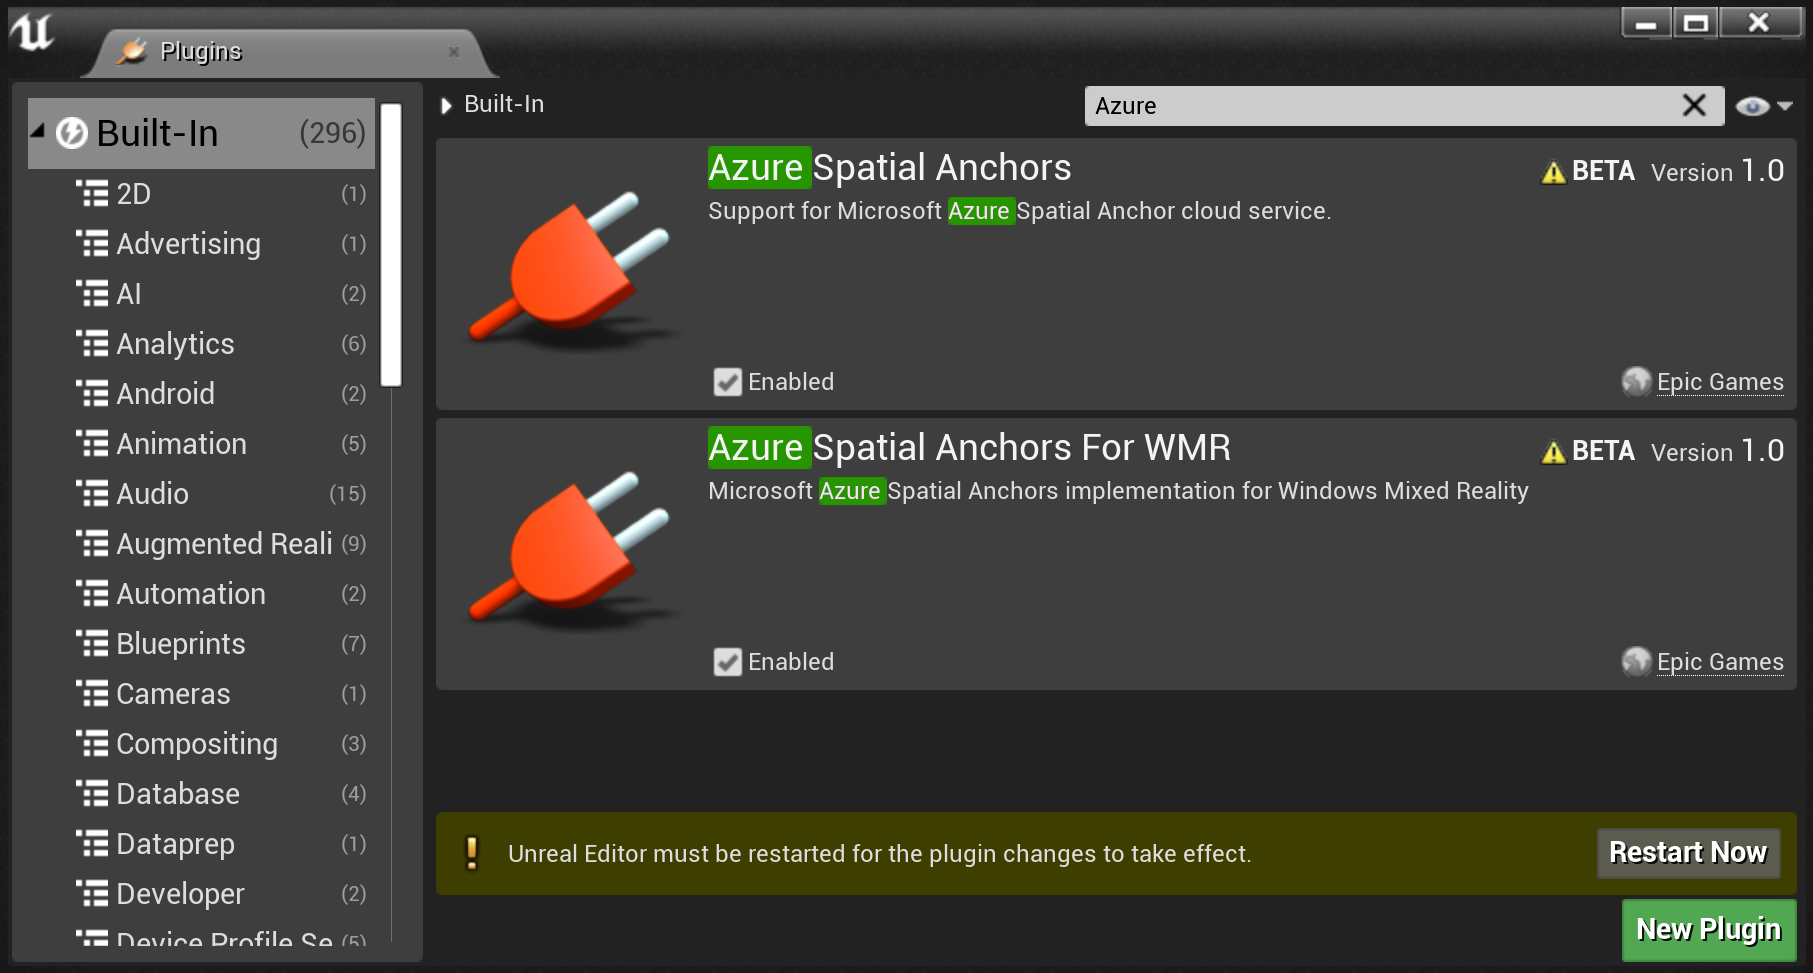 Plugins
Built-In (296)
2D (1)
Advertising (1)
AI (2)
Analytics (6)
Android (2)
Animation (5)
Audio (15)
Augmented Reali (9)
Automation (2)
Blueprints (7)
Cameras (1)
Compositing (3)
Database (4)
Dataprep (1)
Developer (2)
Device Profile Se (5)
Built-In
Azure
Azure Spatial Anchors
BETA Version 1.0
Support for Microsoft Azure Spatial Anchor cloud service.
Enabled
Epic Games
Azure Spatial Anchors For WMR
BETA Version 1.0
Microsoft Azure Spatial Anchors implementation for Windows Mixed Reality
Enabled
Epic Games
Unreal Editor must be restarted for the plugin changes to take effect.
Restart Now
New Plugin